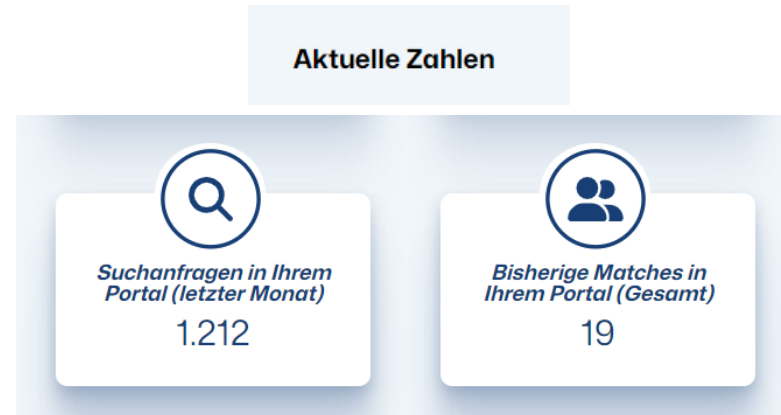 Aktuelle Zahlen
Suchanfragen in Ihrem
Portal (letzter Monat)
1.212
Bisherige Matches in
Ihrem Portal (Gesamt)
19